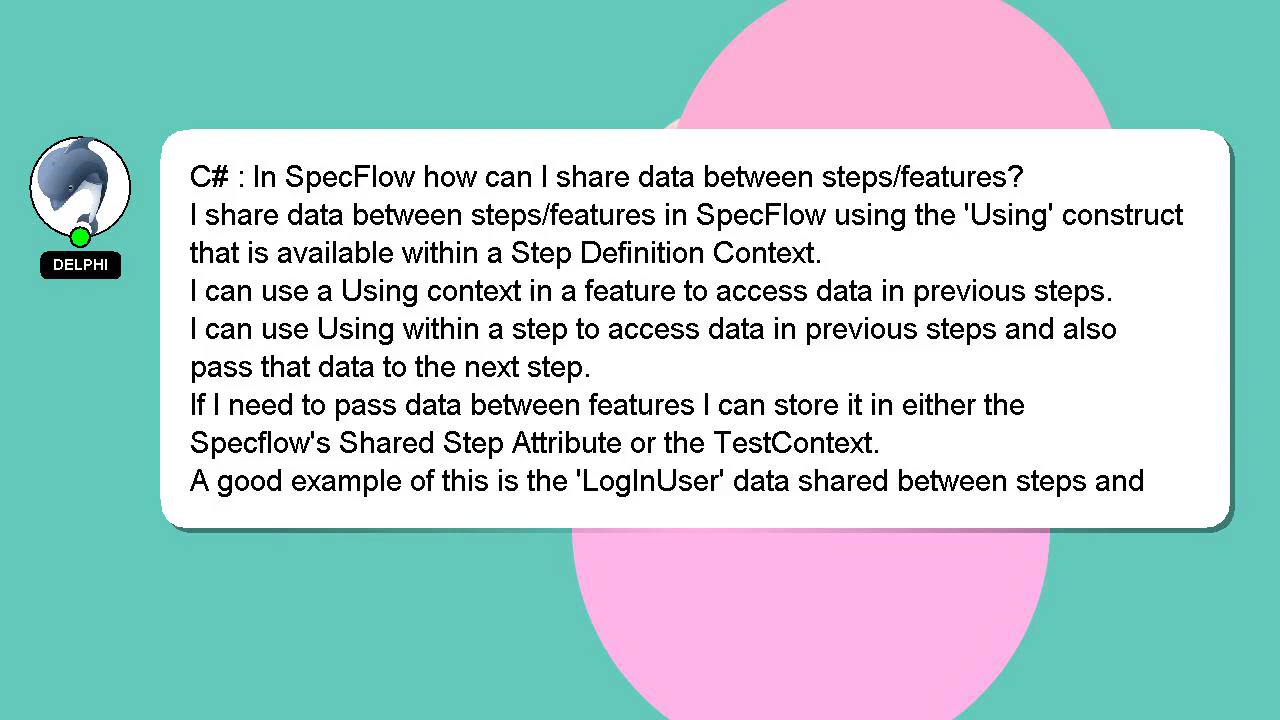 C# : In SpecFlow how can I share data between steps/features?
I share data between steps/features in SpecFlow using the 'Using' construct
that is available within a Step Definition Context.
I can use a Using context in a feature to access data in previous steps.
I can use Using within a step to access data in previous steps and also
pass that data to the next step.
If I need to pass data between features I can store it in either the
Specflow's Shared Step Attribute or the TestContext.
A good example of this is the 'LogInUser' data shared between steps and
DELPHI